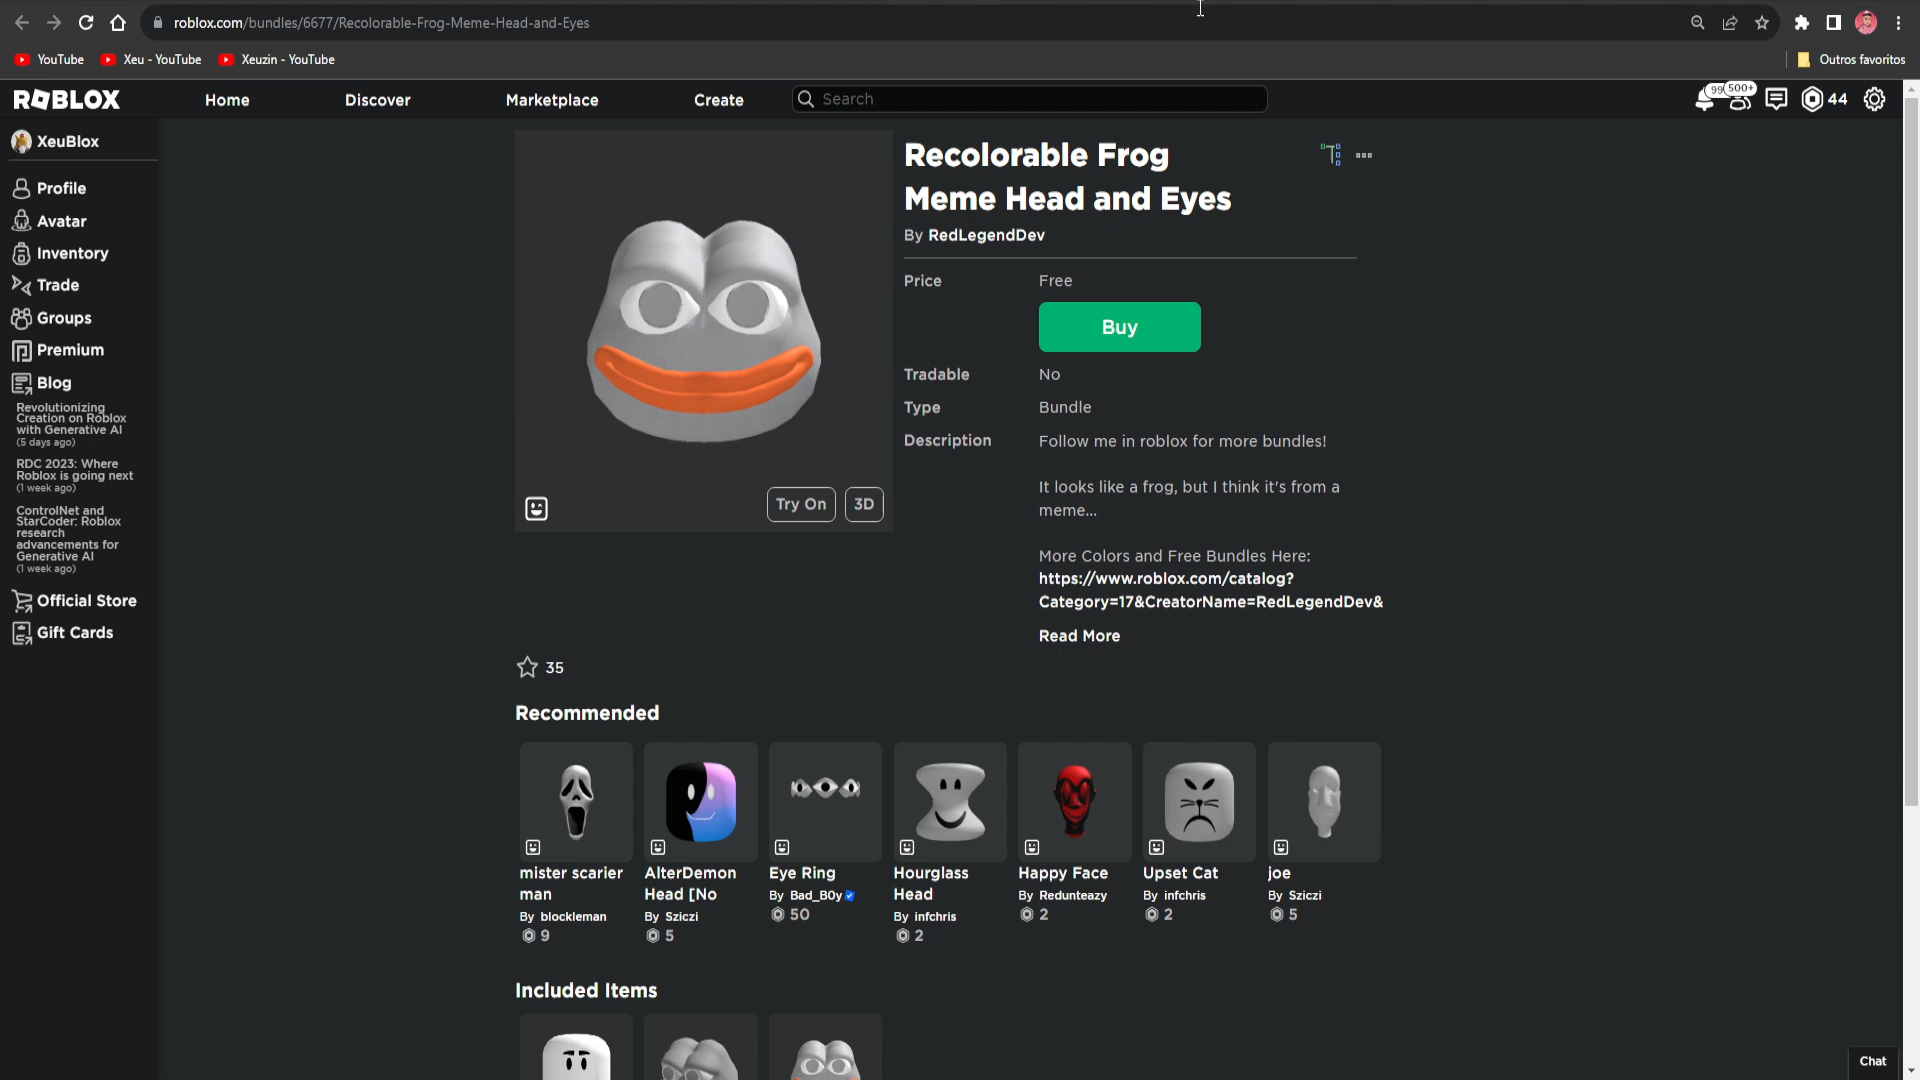 roblox.com/bundles/6677/Recolorable-Frog-Meme-Head-and-Eyes
YouTube
Xeu - YouTube
Xeuzin - YouTube
Outros favoritos
ROBLOX
Home
Discover
Marketplace
Create
Search
99
500+
44
XeuBlox
Profile
Avatar
Inventory
Trade
Groups
Premium
Blog
Revolutionizing
Creation on Roblox
with Generative AI
(5 days ago)
RDC 2023: Where
Roblox is going next
(1 week ago)
ControlNet and
StarCoder: Roblox
research
advancements for
Generative AI
(1 week ago)
Official Store
Gift Cards
Try On
3D
Recolorable Frog
Meme Head and Eyes
By RedLegendDev
Price
Free
Buy
Tradable
No
Type
Bundle
Description
Follow me in roblox for more bundles!
It looks like a frog, but I think it's from a
meme...
More Colors and Free Bundles Here:
https://www.roblox.com/catalog?
Category=17&CreatorName=RedLegendDev&
Read More
35
Recommended
mister scarier
man
By blockleman
9
AlterDemon
Head [No
By Sziczi
5
Eye Ring
By Bad_B0y
50
Hourglass
Head
By infchris
2
Happy Face
By Redunteazy
2
Upset Cat
By infchris
2
joe
By Sziczi
5
Included Items
Chat